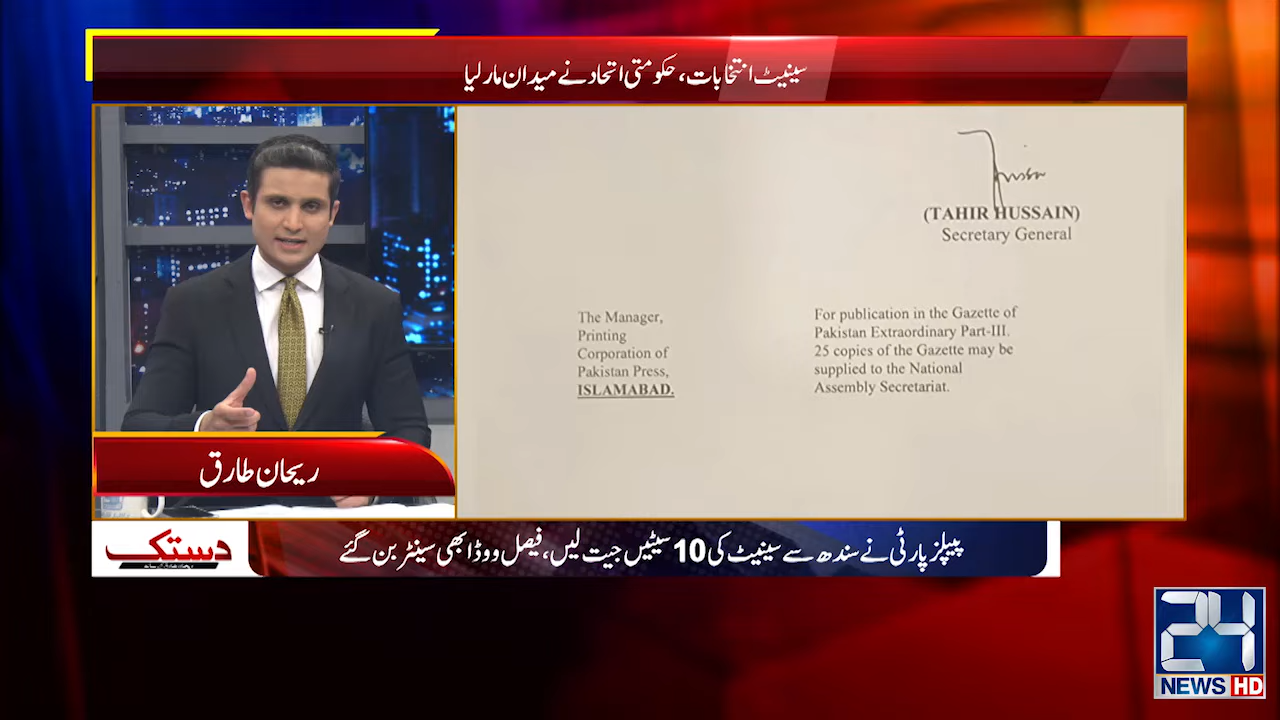 سینیٹ انتخابات، حکومتی اتحاد نے میدان مار لیا
(TAHIR HUSSAIN)
Secretary General
The Manager,
Printing
Corporation of
Pakistan Press,
ISLAMABAD.
For publication in the Gazette of
Pakistan Extraordinary Part-III.
25 copies of the Gazette may be
supplied to the National
Assembly Secretariat.
ریحان طارق
دستک
پیپلز پارٹی نے سندھ سے سینیٹ کی 10 سیٹیں جیت لیں، فیصل ووڈا بھی سینٹر بن گئے
24
NEWS HD